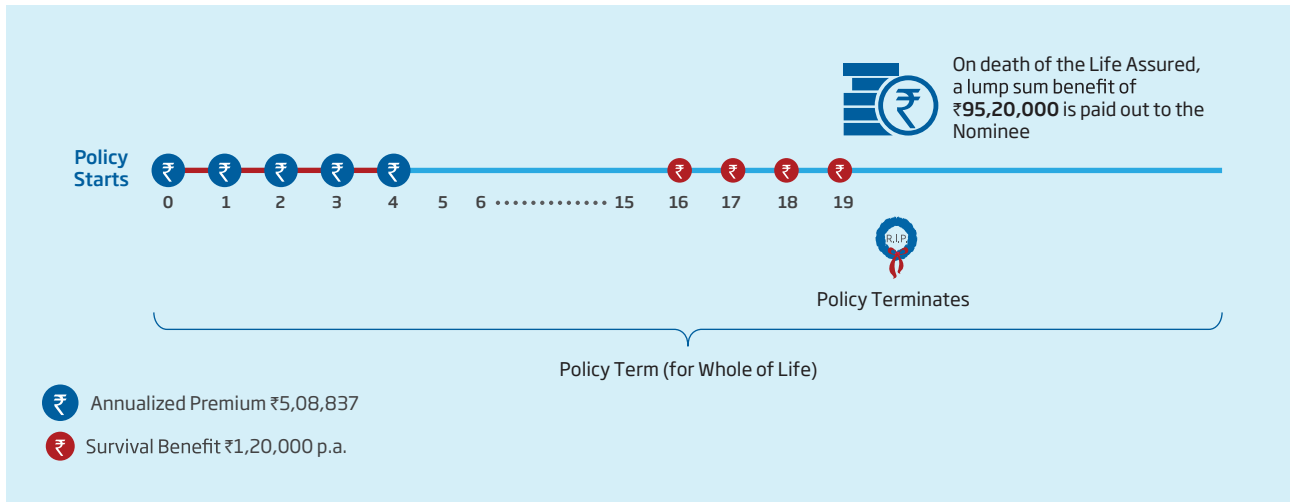 On death of the Life Assured,
a lump sum benefit of
₹95,20,000 is paid out to the
Nominee
Policy
Starts
₹ ₹ ₹ ₹ ₹ ₹ ₹ ₹ ₹
0 1 2 3 4 5 6 ............ 15 16 17 18 19
R.I.P.
Policy Terminates
Policy Term (for Whole of Life)
₹ Annualized Premium ₹5,08,837
₹ Survival Benefit ₹1,20,000 p.a.